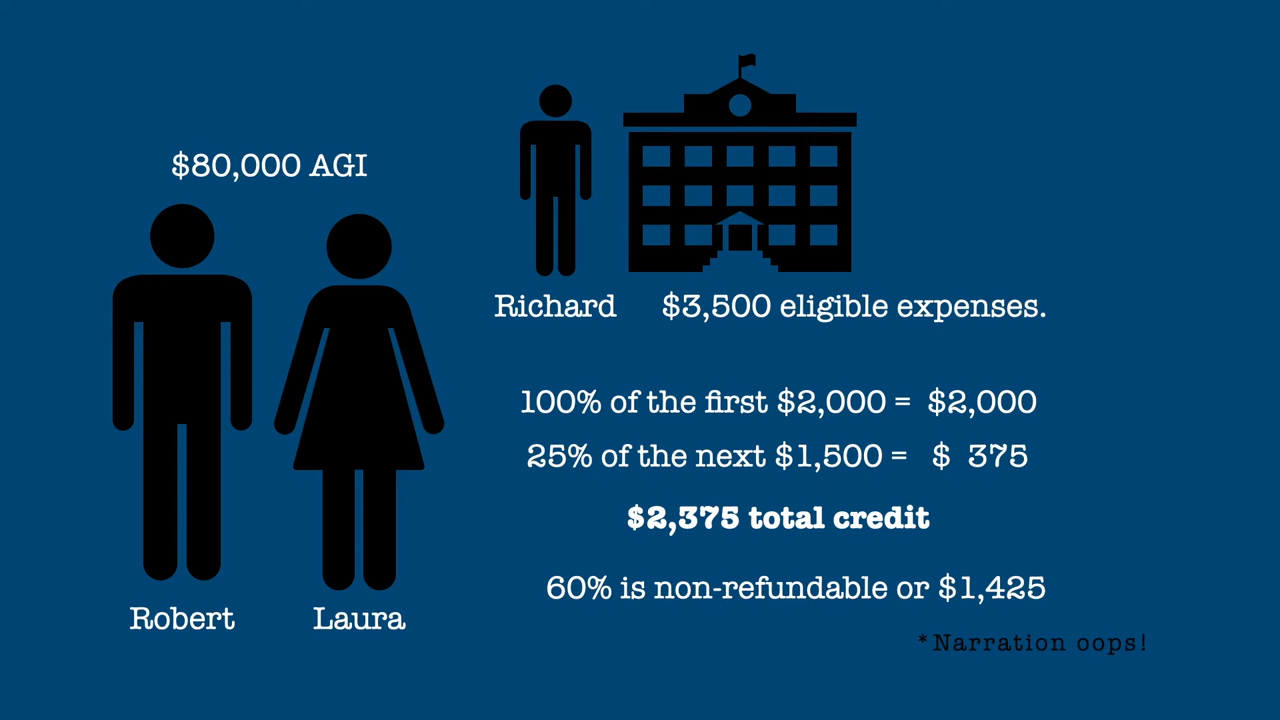 $80,000 AGI
Robert
Laura
Richard
$3,500 eligible expenses.
100% of the first $2,000 = $2,000
25% of the next $1,500 = $ 375
$2,375 total credit
60% is non-refundable or $1,425
*Narration oops!